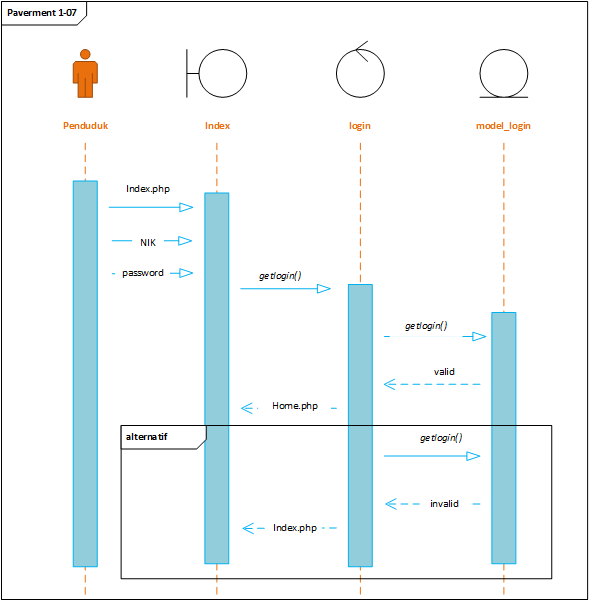 Paverment 1-07
Penduduk
Index
login
model_login
Index.php
NIK
password
getlogin()
getlogin()
valid
Home.php
alternatif
getlogin()
invalid
Index.php